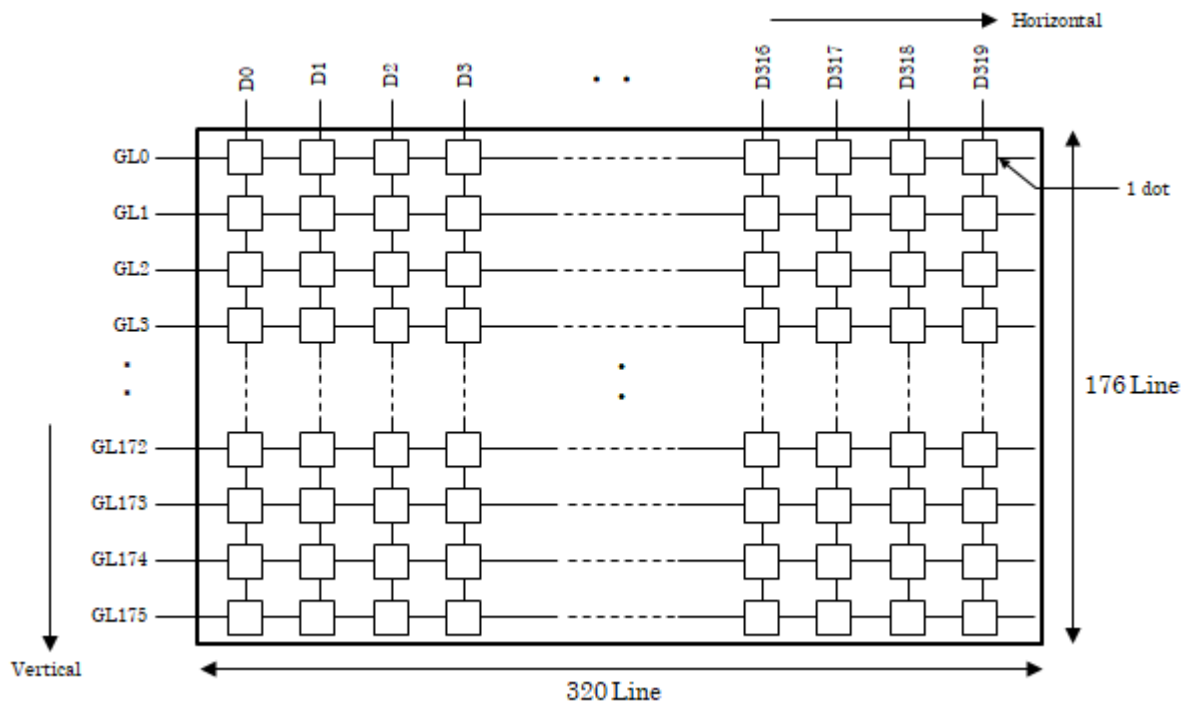 Horizontal
D0 D1 D2 D3 D316 D317 D318 D319
GL0
1 dot
GL1
GL2
GL3
176 Line
GL172
GL173
GL174
GL175
Vertical
320 Line